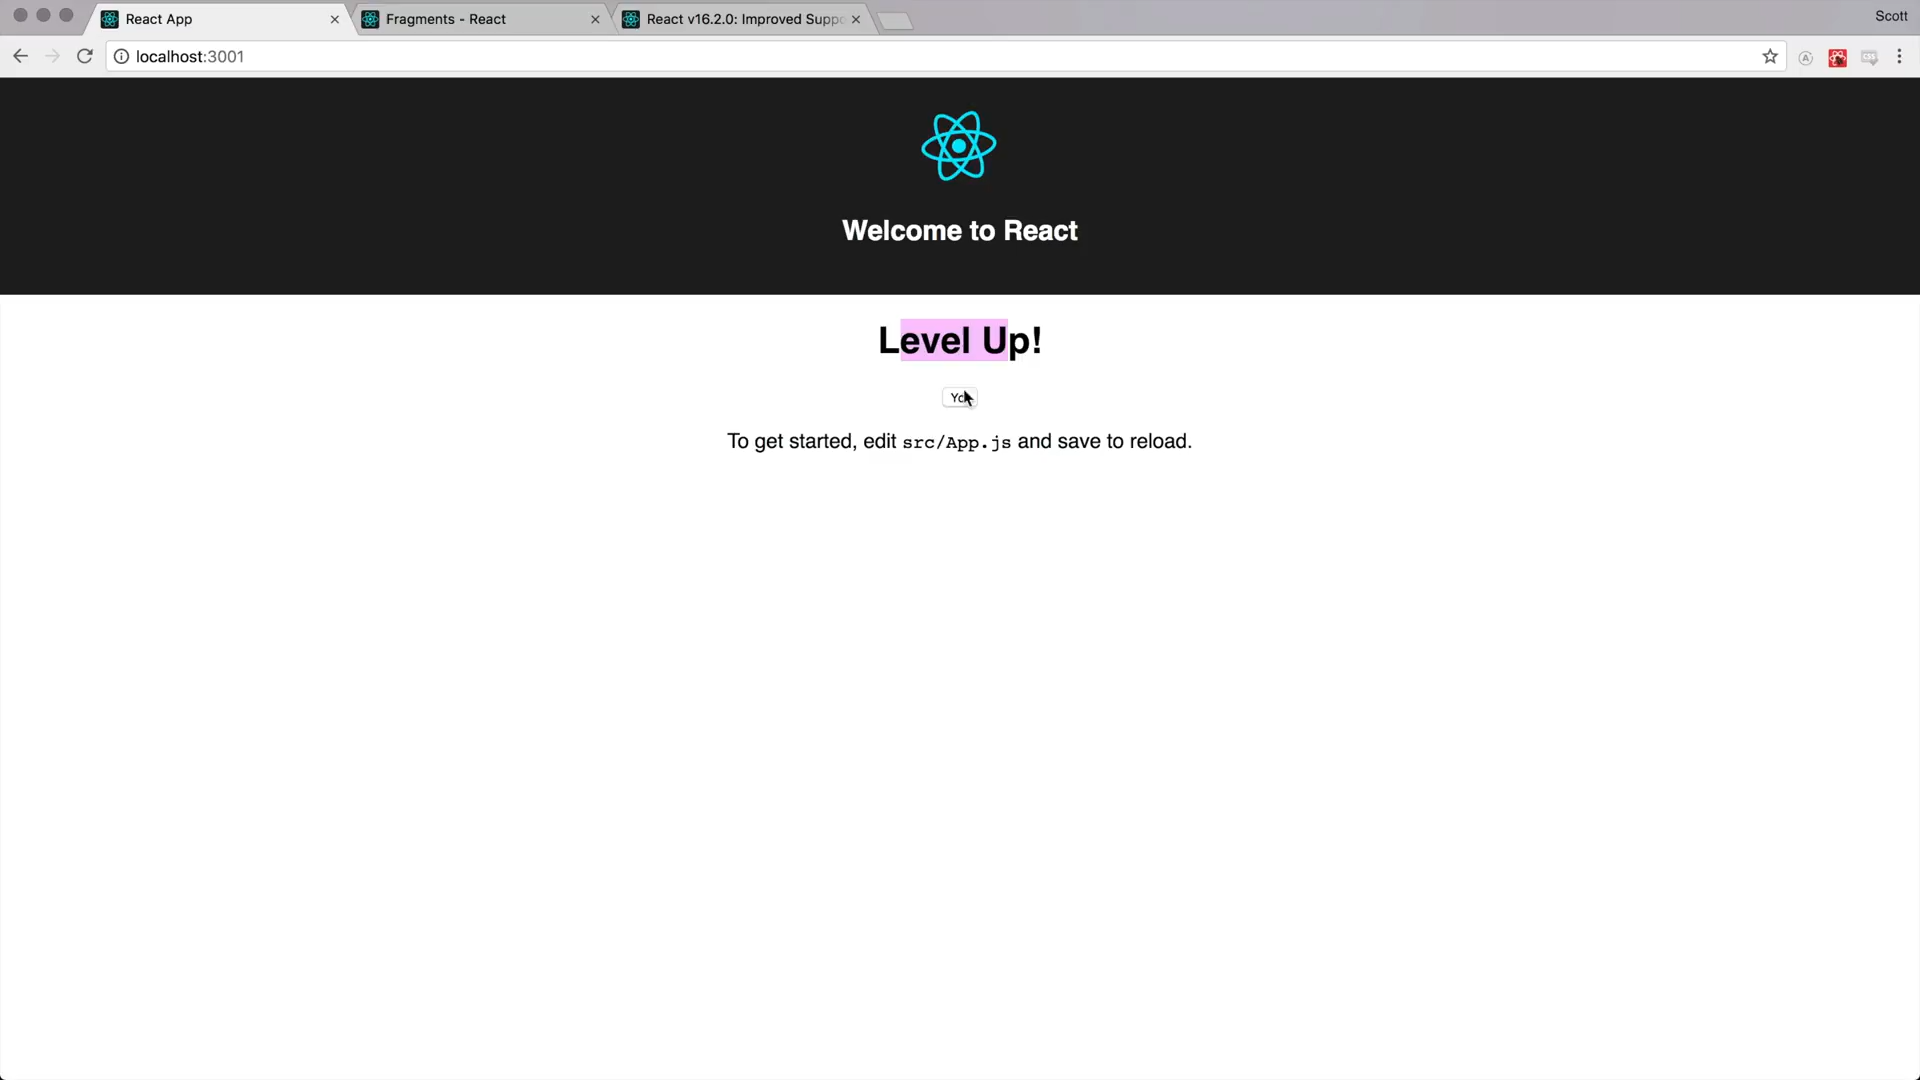 React App
Fragments - React
React v16.2.0: Improved Supp
Scott
localhost:3001
Welcome to React
Level Up!
To get started, edit src/App.js and save to reload.